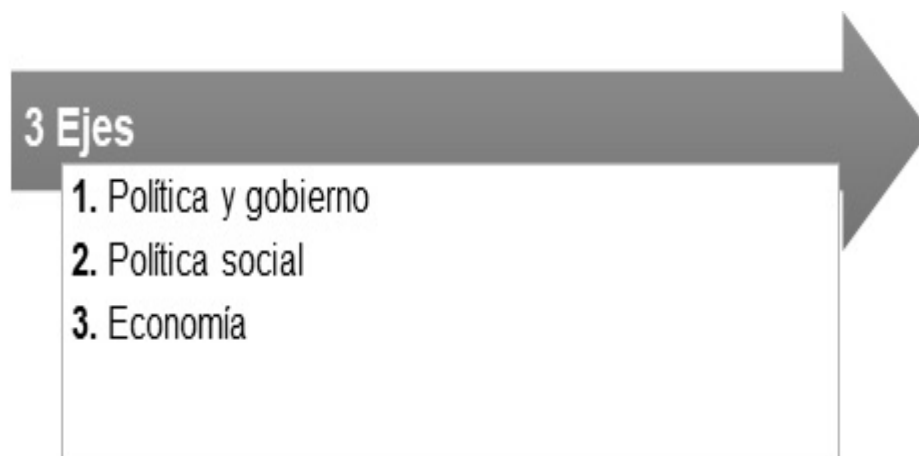 3 Ejes
1. Política y gobierno
2. Política social
3. Economía